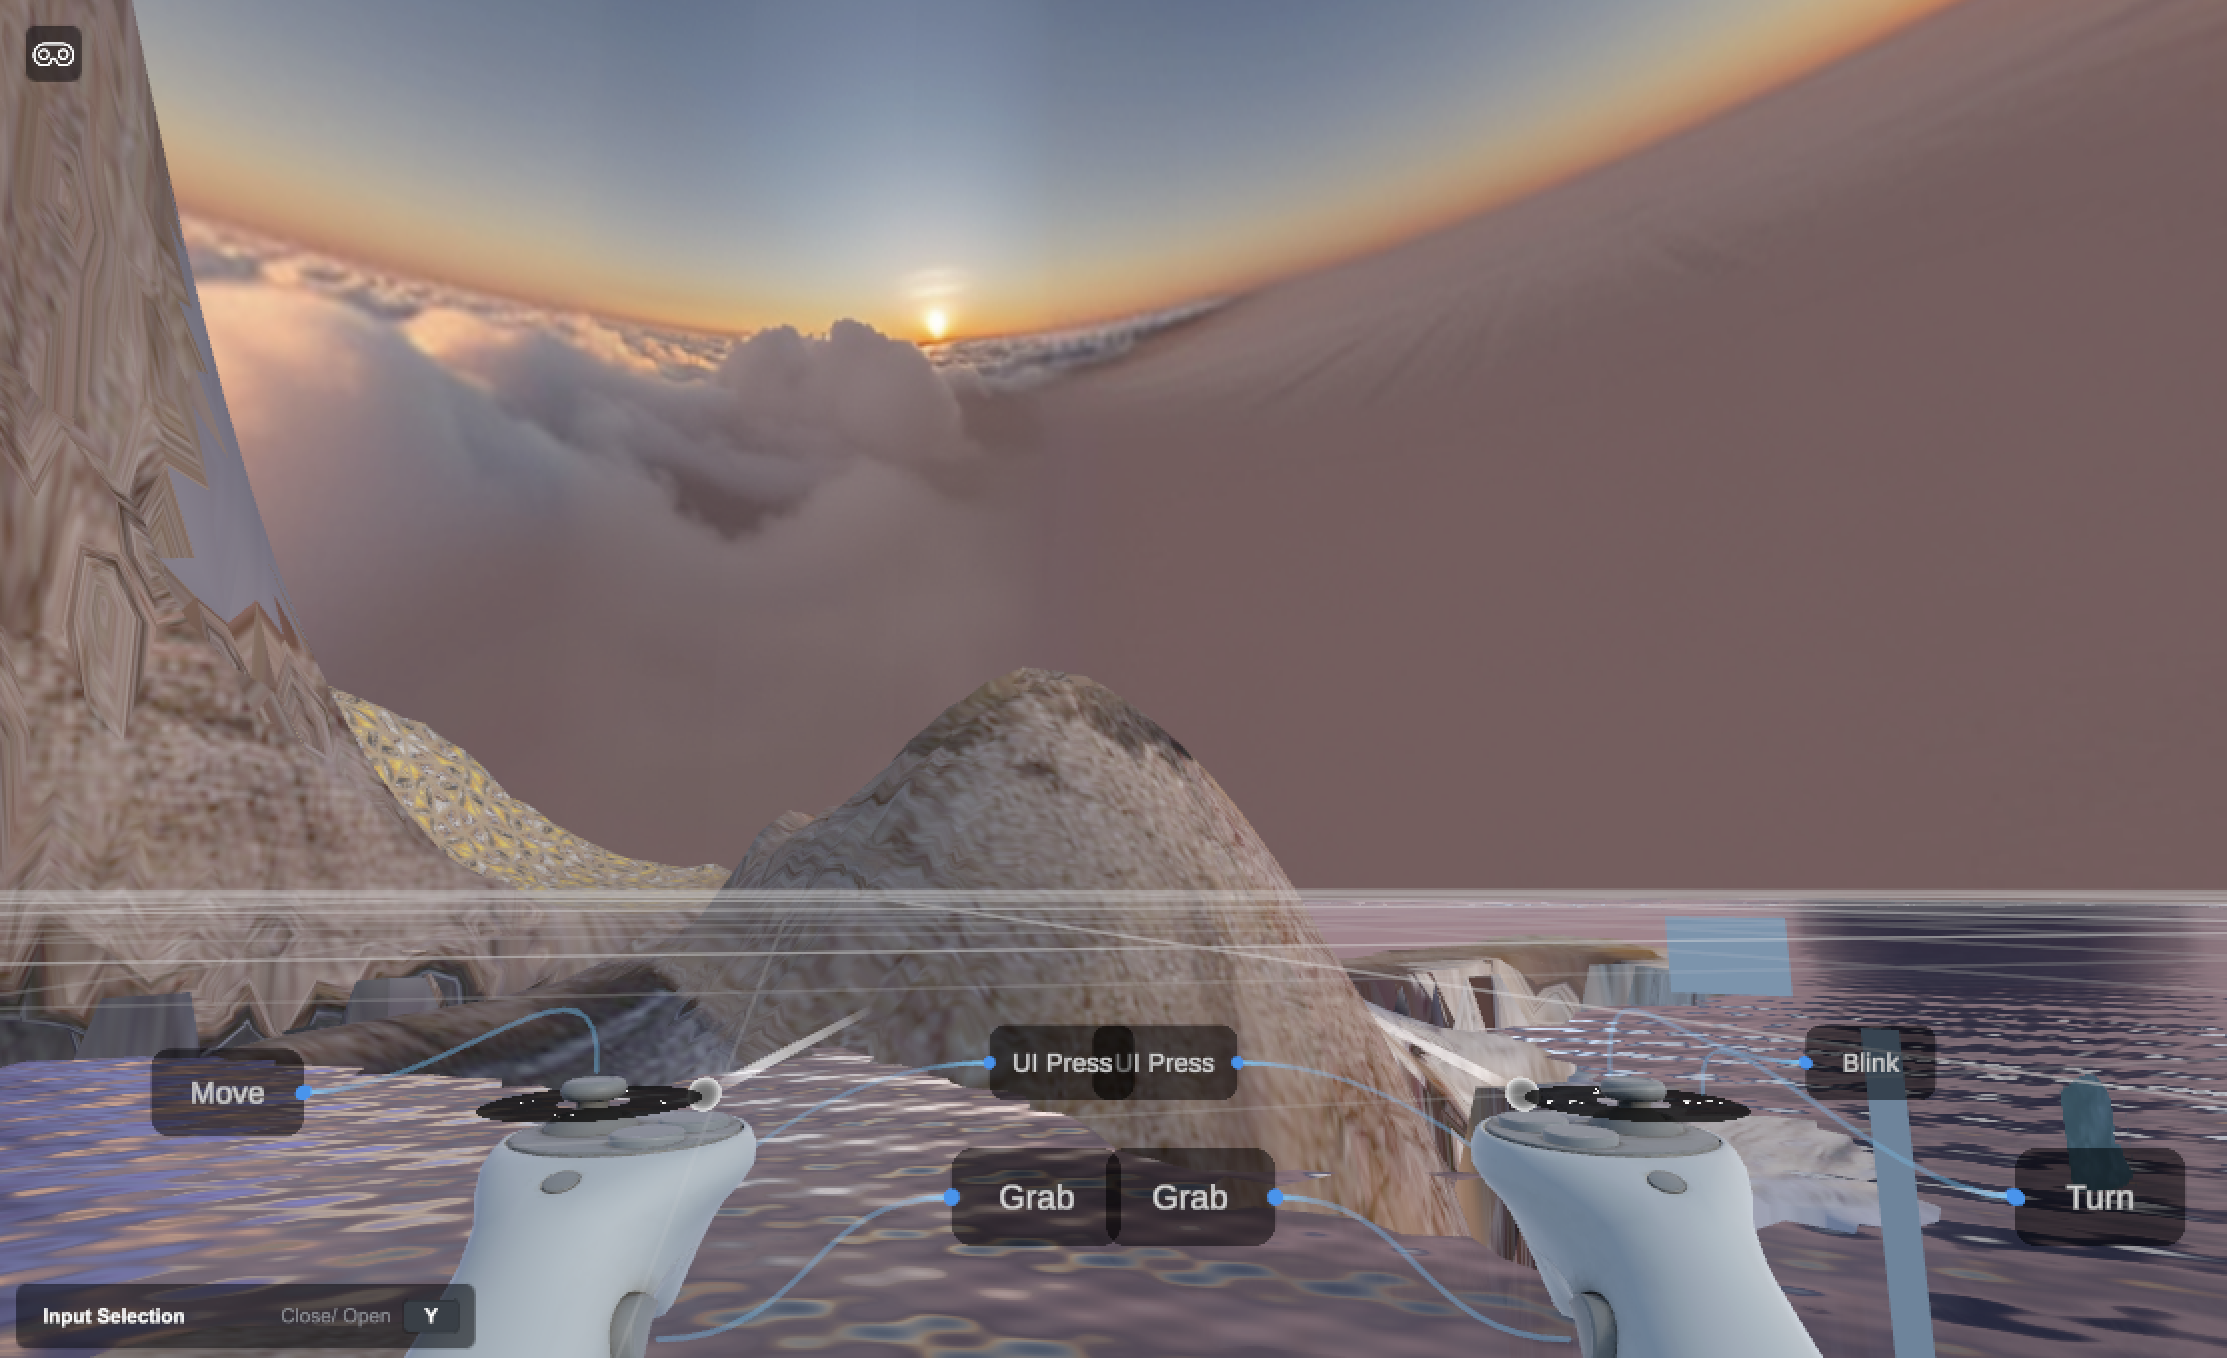 UI Press
UI Press
Blink
Move
Grab
Grab
Turn
Input Selection
Close/ Open
Y